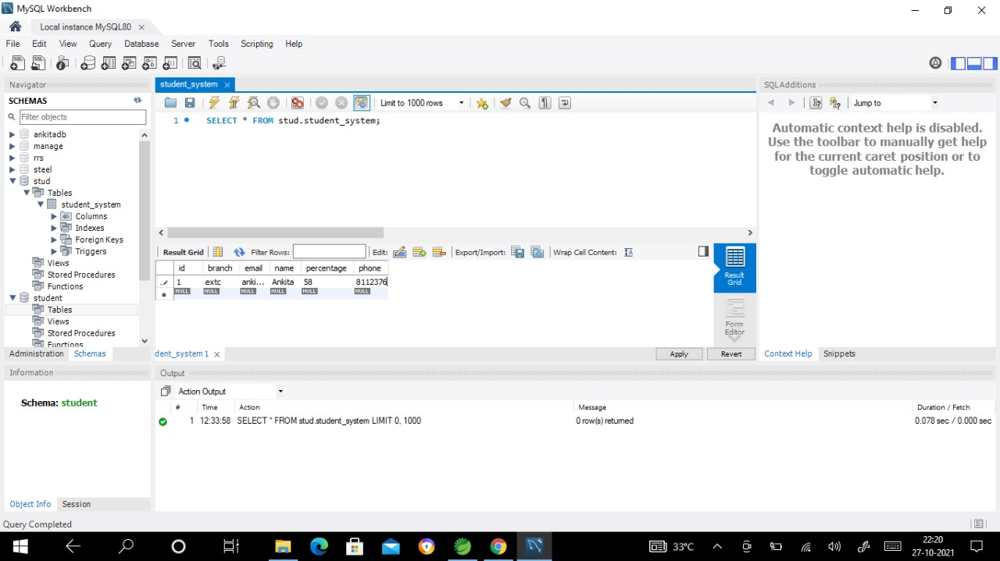 MySQL Workbench
Local instance MySQL80
File Edit View Query Database Server Tools Scripting Help
Navigator
SCHEMAS
Filter objects
ankitadb
manage
rrs
steel
stud
Tables
student_system
Columns
Indexes
Foreign Keys
Triggers
Views
Stored Procedures
Functions
student
Tables
Views
Stored Procedures
Functions
Administration Schemas
Information
Schema: student
Object Info Session
Query Completed
student_system
Limit to 1000 rows
1 SELECT * FROM stud.student_system;
Result Grid Filter Rows: Edit: Export/Import: Wrap Cell Content:
id branch email name percentage phone
1 extc anki... Ankita 58 8112376
NULL NULL NULL NULL NULL NULL
Result Grid
Form Editor
dent_system 1
Apply Revert
SQLAdditions
Jump to
Automatic context help is disabled.
Use the toolbar to manually get help
for the current caret position or to
toggle automatic help.
Context Help Snippets
Output
Action Output
# Time Action Message Duration / Fetch
1 12:33:58 SELECT * FROM stud.student_system LIMIT 0, 1000 0 row(s) returned 0.078 sec / 0.000 sec
33°C
22:20
27-10-2021